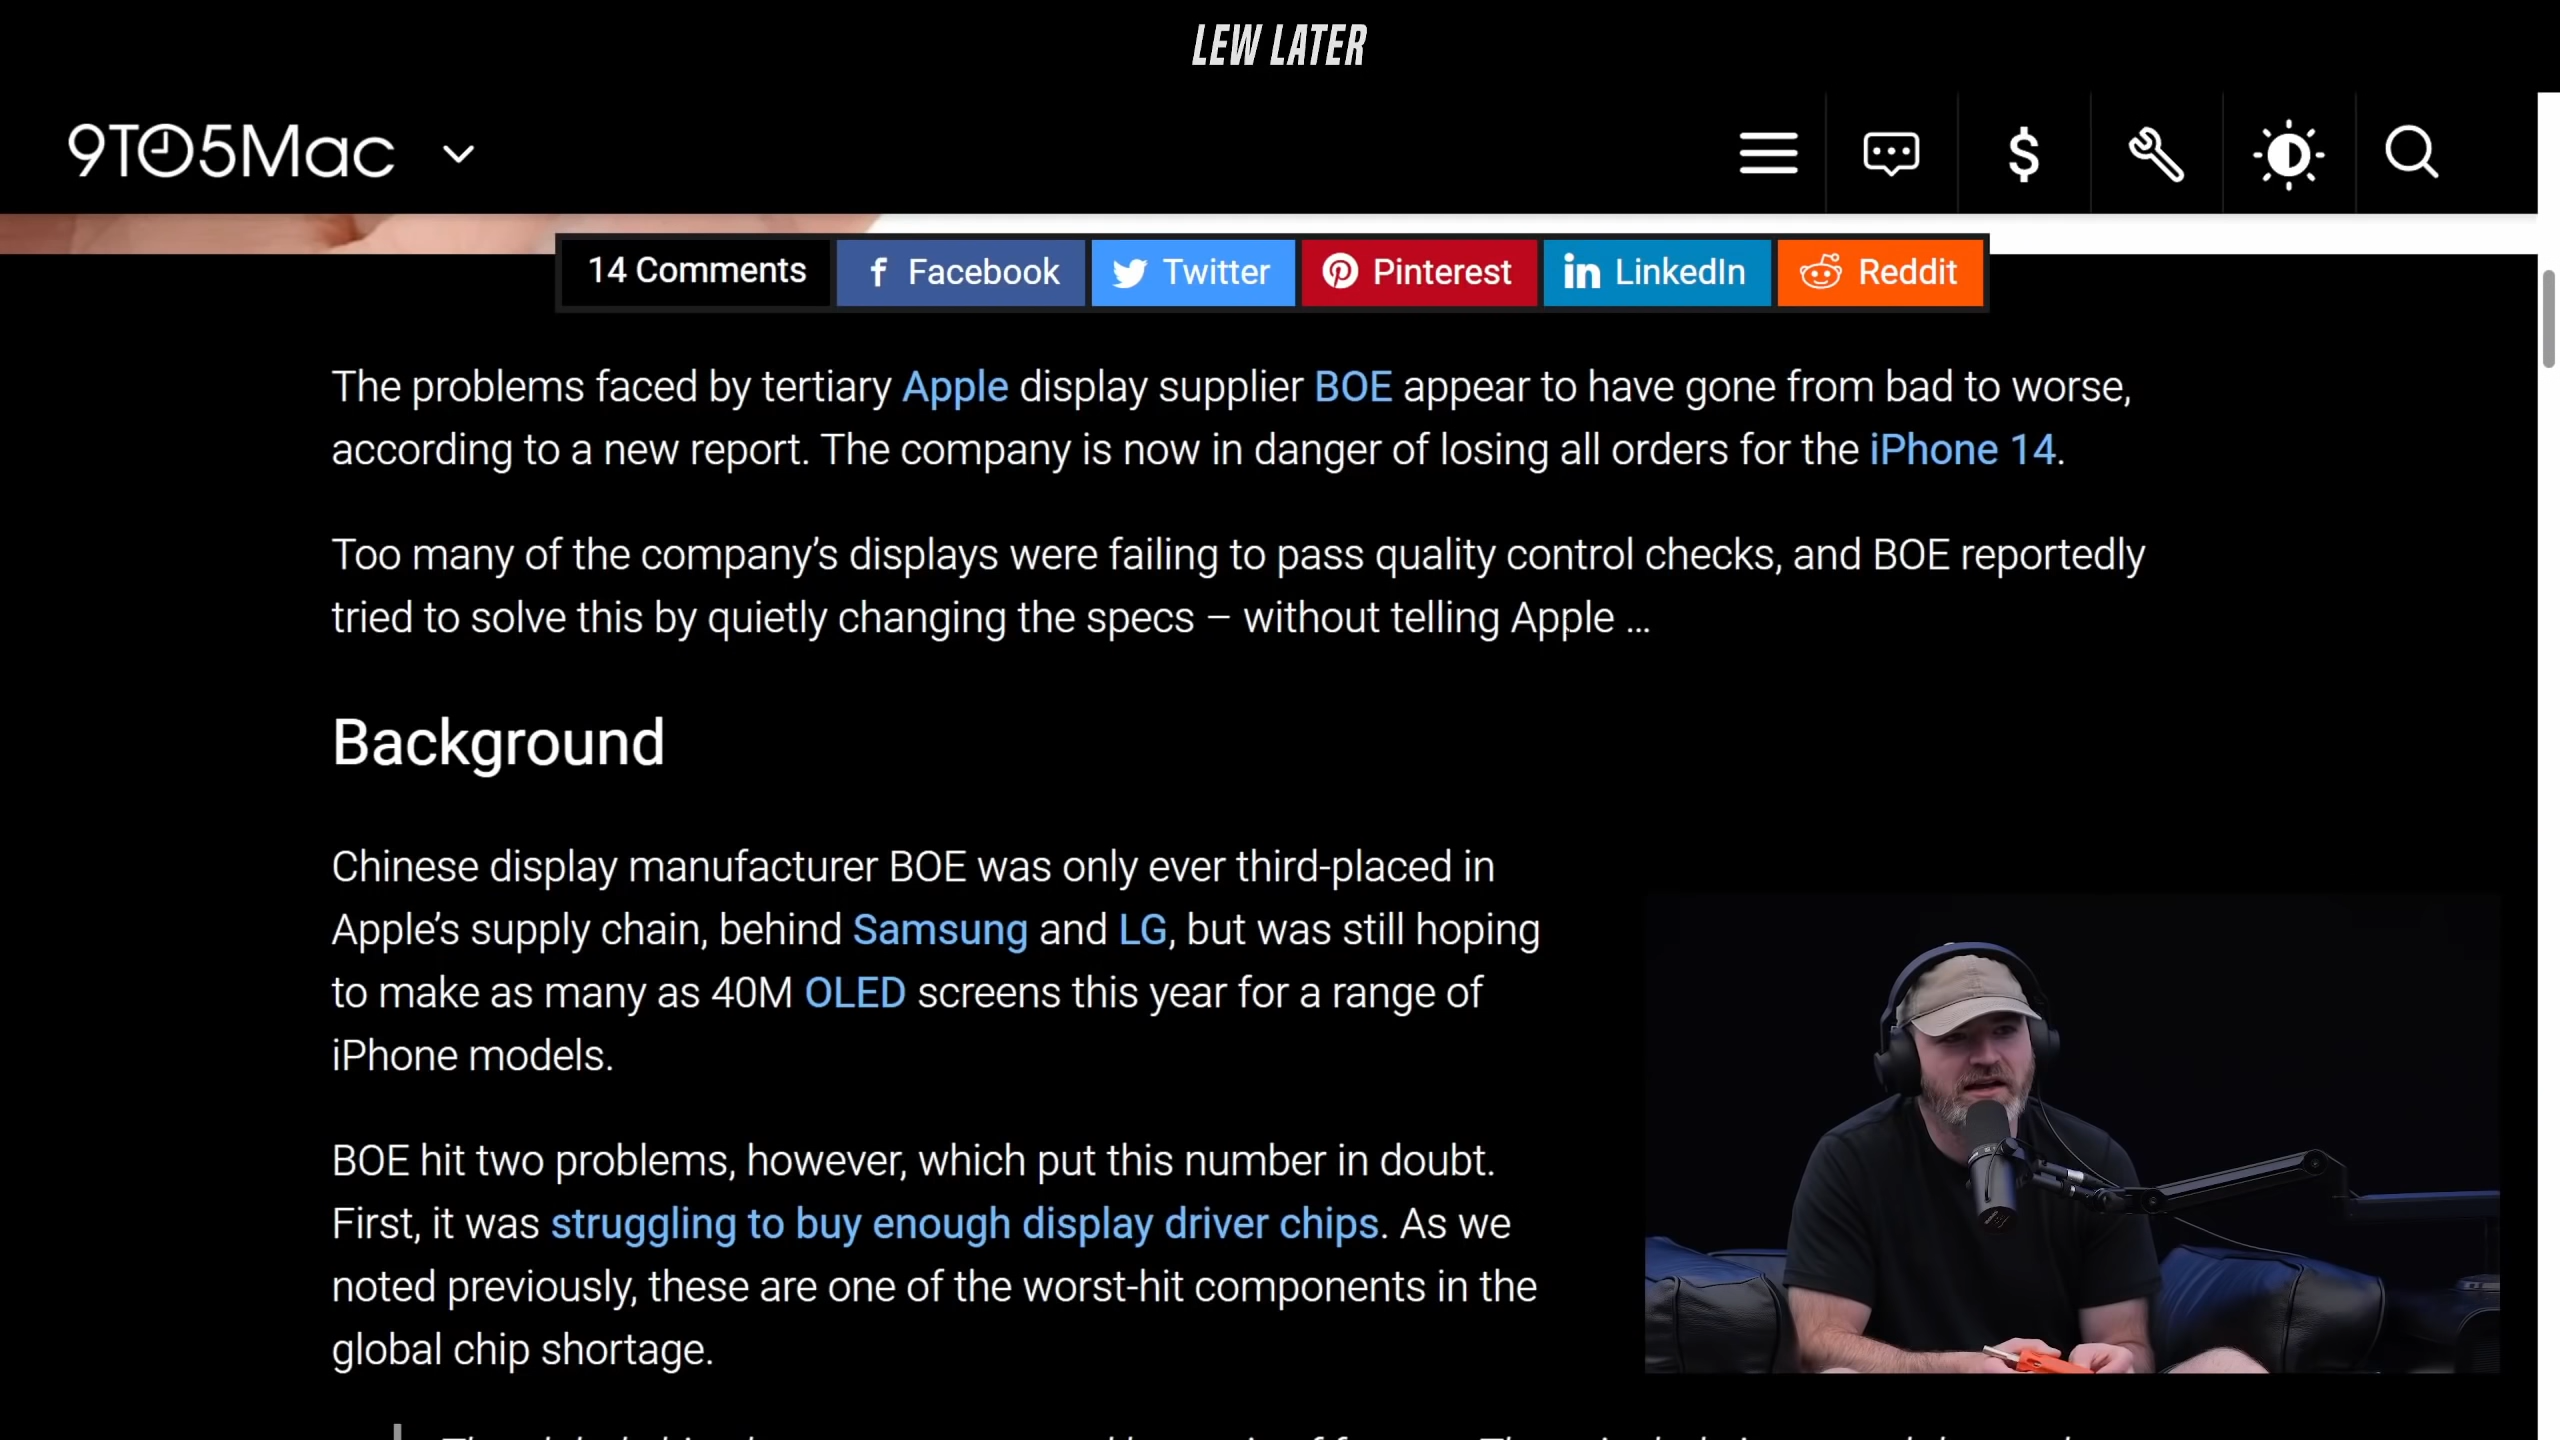 LEW LATER
9TO5Mac
14 Comments
Facebook
Twitter
Pinterest
LinkedIn
Reddit
The problems faced by tertiary Apple display supplier BOE appear to have gone from bad to worse,
according to a new report. The company is now in danger of losing all orders for the iPhone 14.
Too many of the company’s displays were failing to pass quality control checks, and BOE reportedly
tried to solve this by quietly changing the specs – without telling Apple …
Background
Chinese display manufacturer BOE was only ever third-placed in
Apple’s supply chain, behind Samsung and LG, but was still hoping
to make as many as 40M OLED screens this year for a range of
iPhone models.
BOE hit two problems, however, which put this number in doubt.
First, it was struggling to buy enough display driver chips. As we
noted previously, these are one of the worst-hit components in the
global chip shortage.